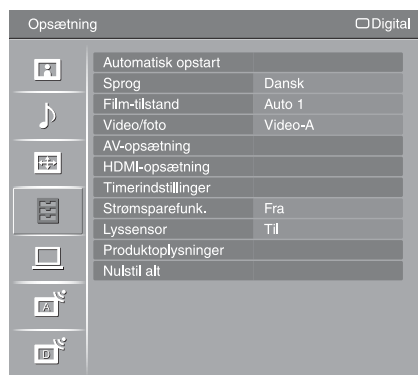 Opsætning Digital
Automatisk opstart
Sprog Dansk
Film-tilstand Auto 1
Video/foto Video-A
AV-opsætning
HDMI-opsætning
Timerindstillinger
Strømsparefunk. Fra
Lyssensor Til
Produktoplysninger
Nulstil alt
A
D